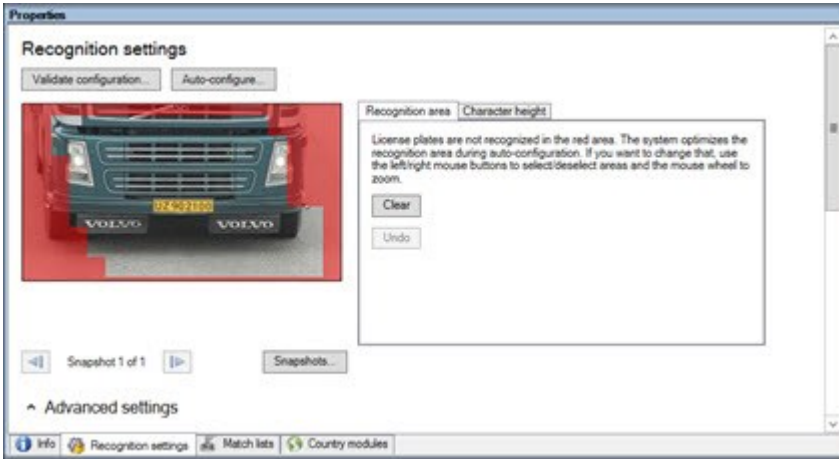 Properties
Recognition settings
Validate configuration...
Auto-configure...
Recognition area
Character height
License plates are not recognized in the red area. The system optimizes the
recognition area during auto-configuration. If you want to change that, use
the left/right mouse buttons to select/deselect areas and the mouse wheel to
zoom.
Clear
Undo
UZ 902100
VOLVO
VOLVO
Snapshot 1 of 1
Snapshots...
Advanced settings
Info
Recognition settings
Match lists
Country modules